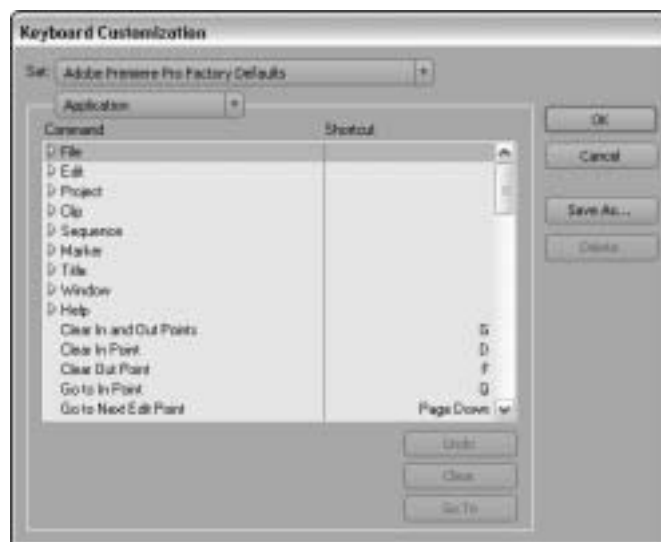 Keyboard Customization
Set: Adobe Premiere Pro Factory Defaults
Application
Command Shortcut
File
Edit
Project
Clip
Sequence
Marker
Title
Window
Help
Clear In and Out Points G
Clear In Point D
Clear Out Point F
Go to In Point Q
Go to Next Edit Point Page Down
OK
Cancel
Save As...
Delete
Undo
Clear
Go To